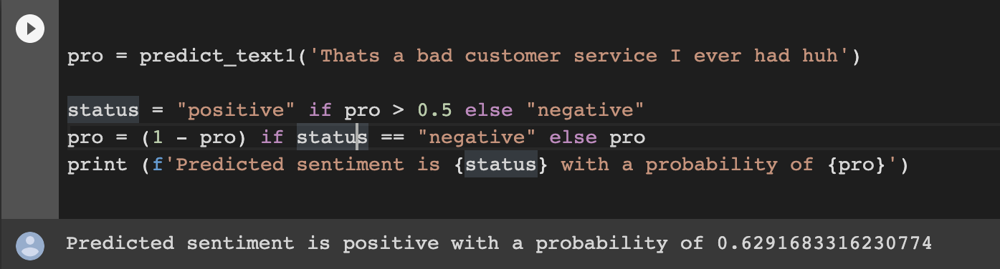 pro = predict_text1('Thats a bad customer service I ever had huh')
status = "positive" if pro > 0.5 else "negative"
pro = (1 - pro) if status == "negative" else pro
print (f'Predicted sentiment is {status} with a probability of {pro}')
Predicted sentiment is positive with a probability of 0.6291683316230774